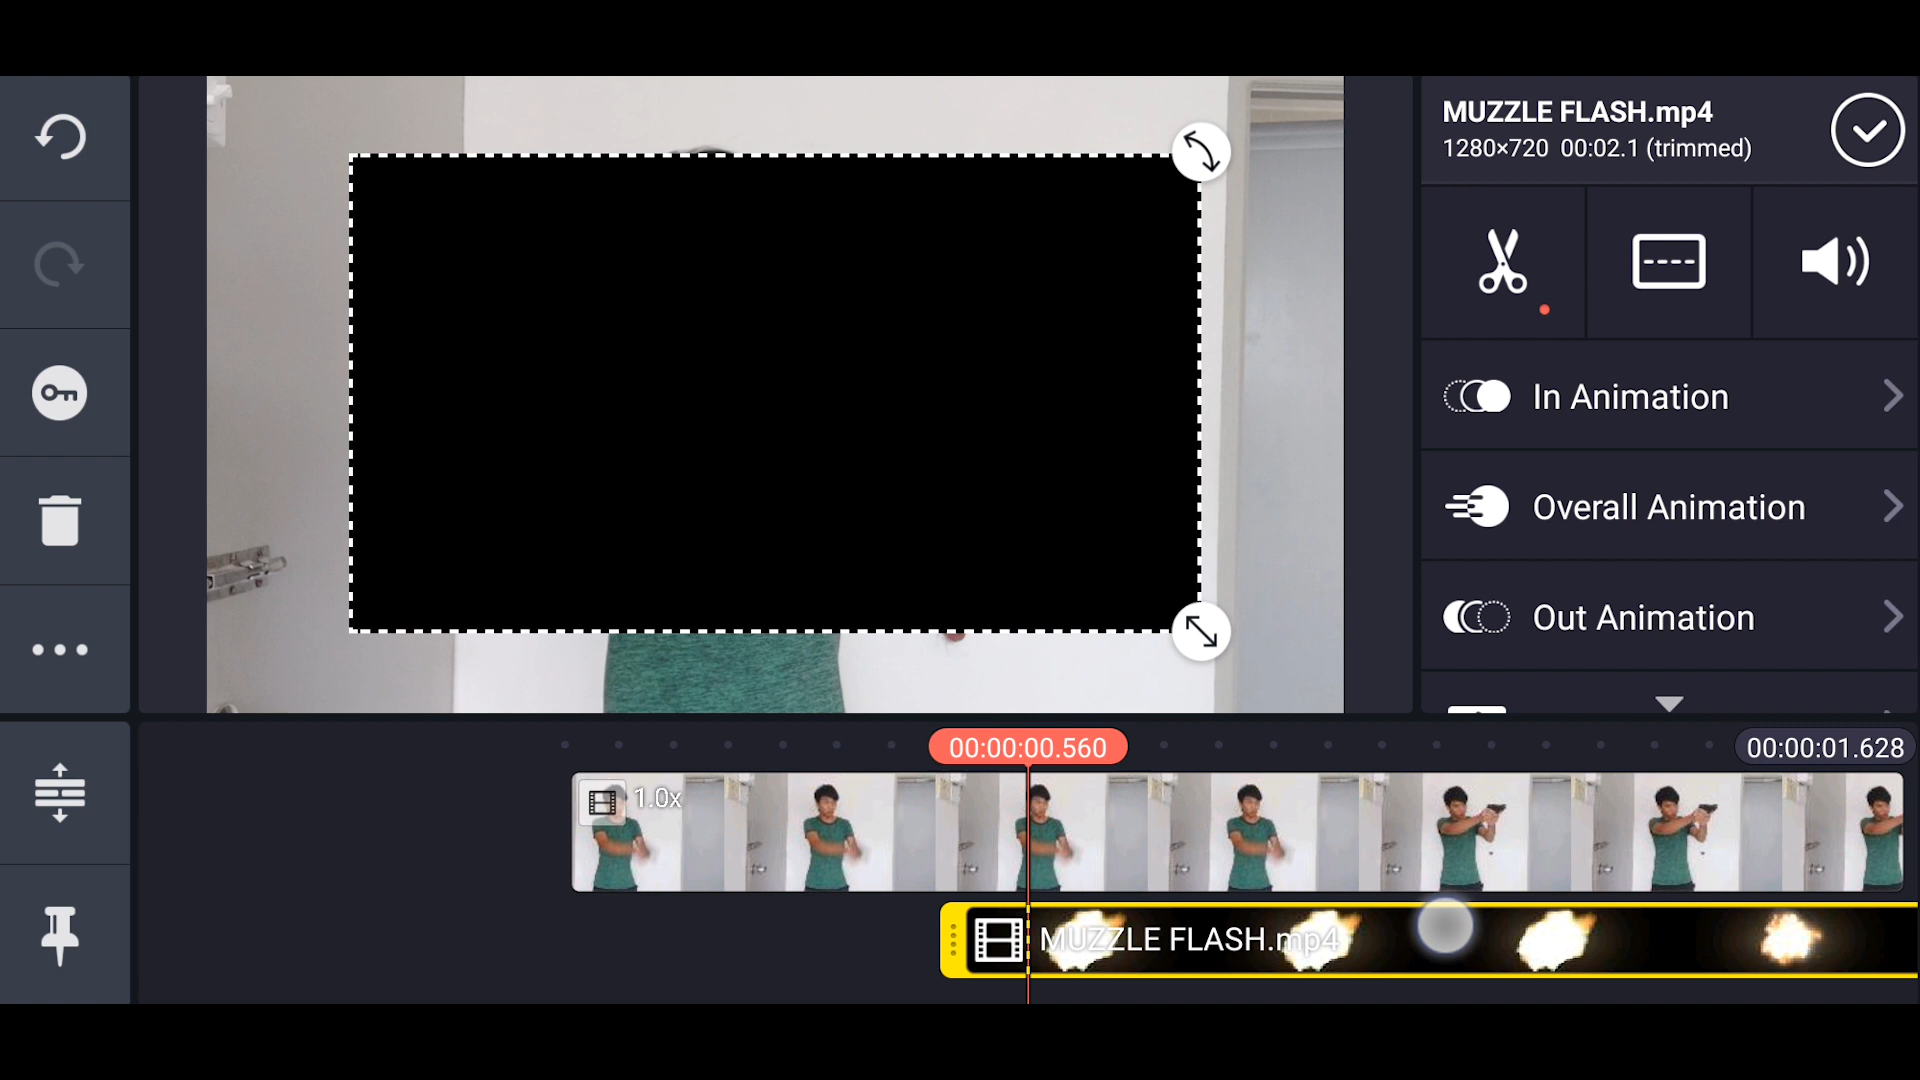 MUZZLE FLASH.mp4
1280×720 00:02.1 (trimmed)
In Animation
Overall Animation
Out Animation
00:00:00.560
00:00:01.628
1.0x
MUZZLE FLASH.mp4